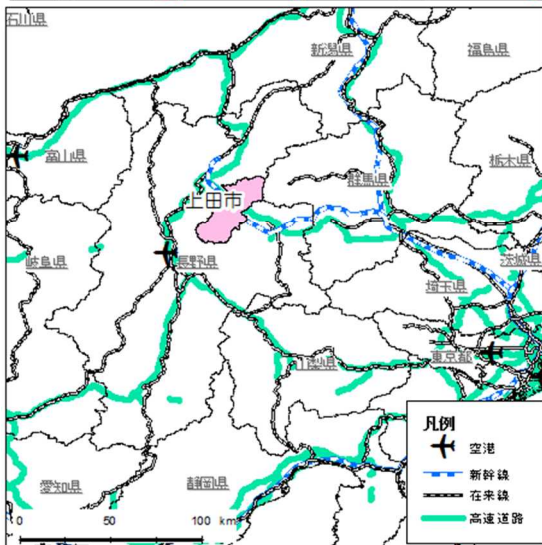 石川県
新潟県
福島県
富山県
栃木県
群馬県
上田市
岐阜県
長野県
茨城県
埼玉県
東京都
山梨県
愛知県
静岡県
凡例
空港
新幹線
在来線
高速道路
0 50 100 km